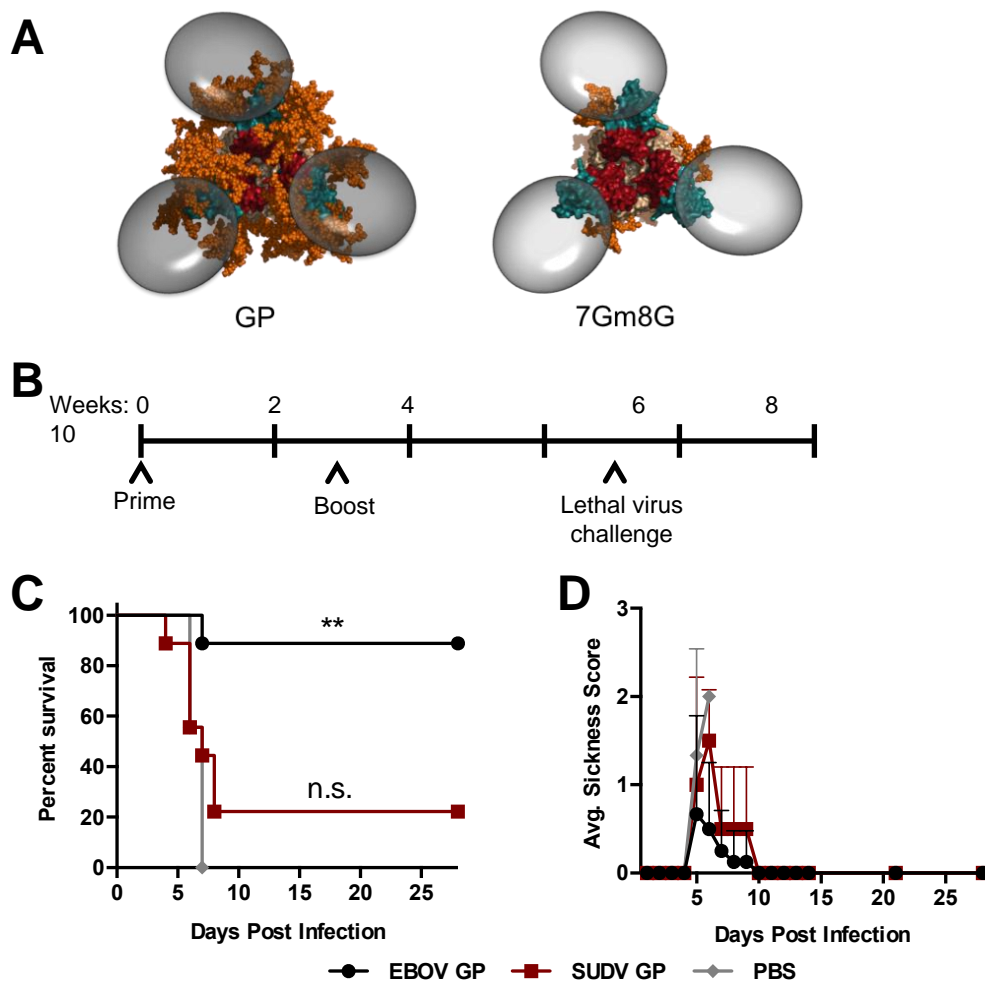 A
GP
7Gm8G
B
Weeks: 0 2 4 6 8
10
Prime
Boost
Lethal virus
challenge
C
100
80
60
40
20
0
Percent survival
**
n.s.
0 5 10 15 20 25
Days Post Infection
D
3
2
1
0
Avg. Sickness Score
5 10 15 20 25
Days Post Infection
EBOV GP SUDV GP PBS